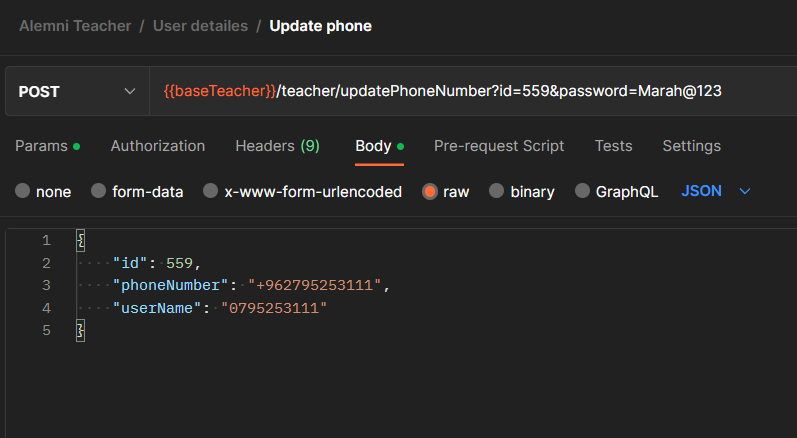 Alemni Teacher / User detailes / Update phone
POST {{baseTeacher}}/teacher/updatePhoneNumber?id=559&password=Marah@123
Params Authorization Headers (9) Body Pre-request Script Tests Settings
none form-data x-www-form-urlencoded raw binary GraphQL JSON
1 {
2 "id": 559,
3 "phoneNumber": "+962795253111",
4 "userName": "0795253111"
5 }